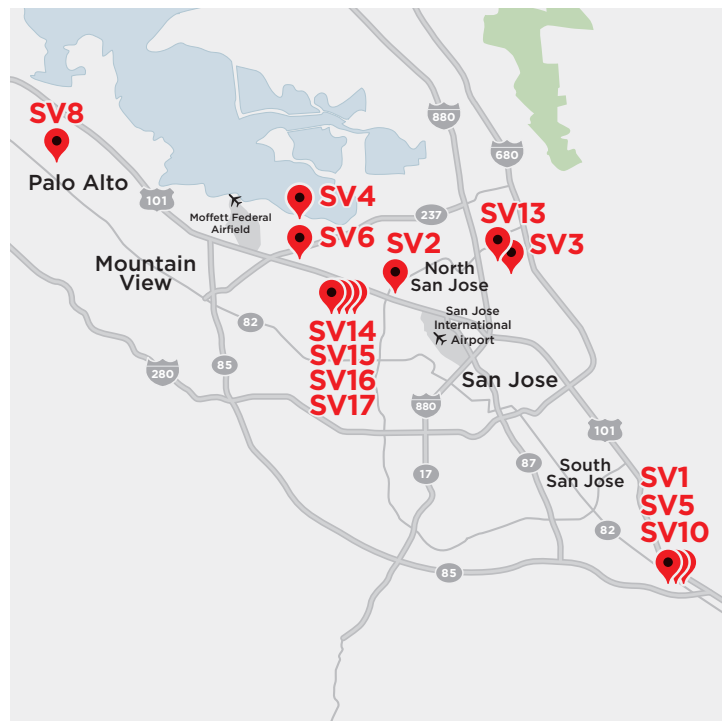 880
SV8
680
Palo Alto
101
SV4
Moffett Federal
Airfield
237
SV13
SV6
SV3
SV2
Mountain
View
North
San Jose
82
SV14
SV15
SV16
SV17
San Jose
International
Airport
85
280
San Jose
880
101
87
17
South
San Jose
SV1
SV5
SV10
82
85